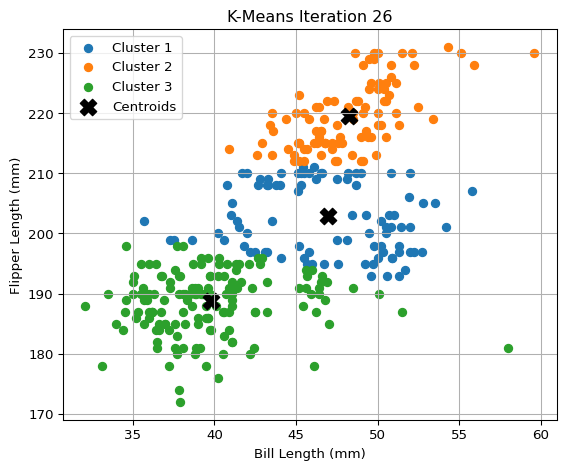 K-Means Iteration 26
Cluster 1
Cluster 2
Cluster 3
Centroids
Flipper Length (mm)
230
220
210
200
190
180
170
35
40
45
50
55
60
Bill Length (mm)